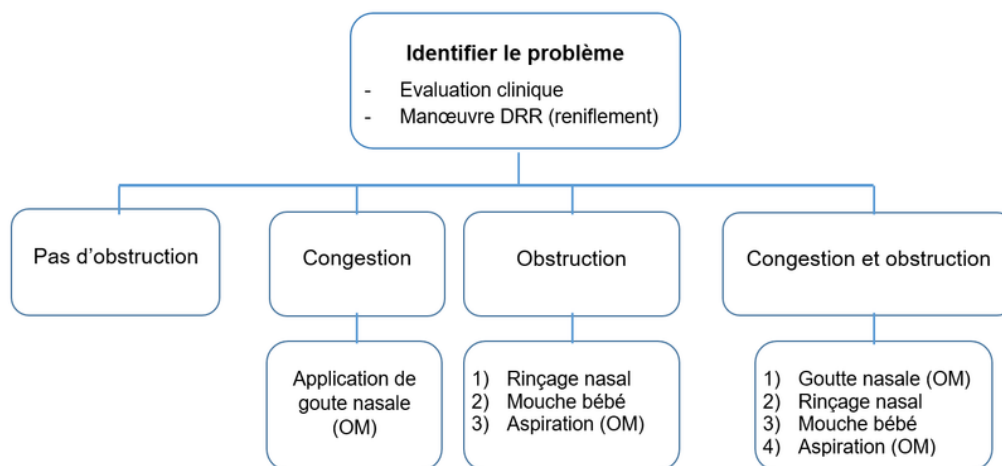 Identifier le problème
- Evaluation clinique
- Manœuvre DRR (reniflement)
Pas d'obstruction
Congestion
Obstruction
Congestion et obstruction
Application de
goute nasale
(OM)
1) Rinçage nasal
2) Mouche bébé
3) Aspiration (OM)
1) Goutte nasale (OM)
2) Rinçage nasal
3) Mouche bébé
4) Aspiration (OM)